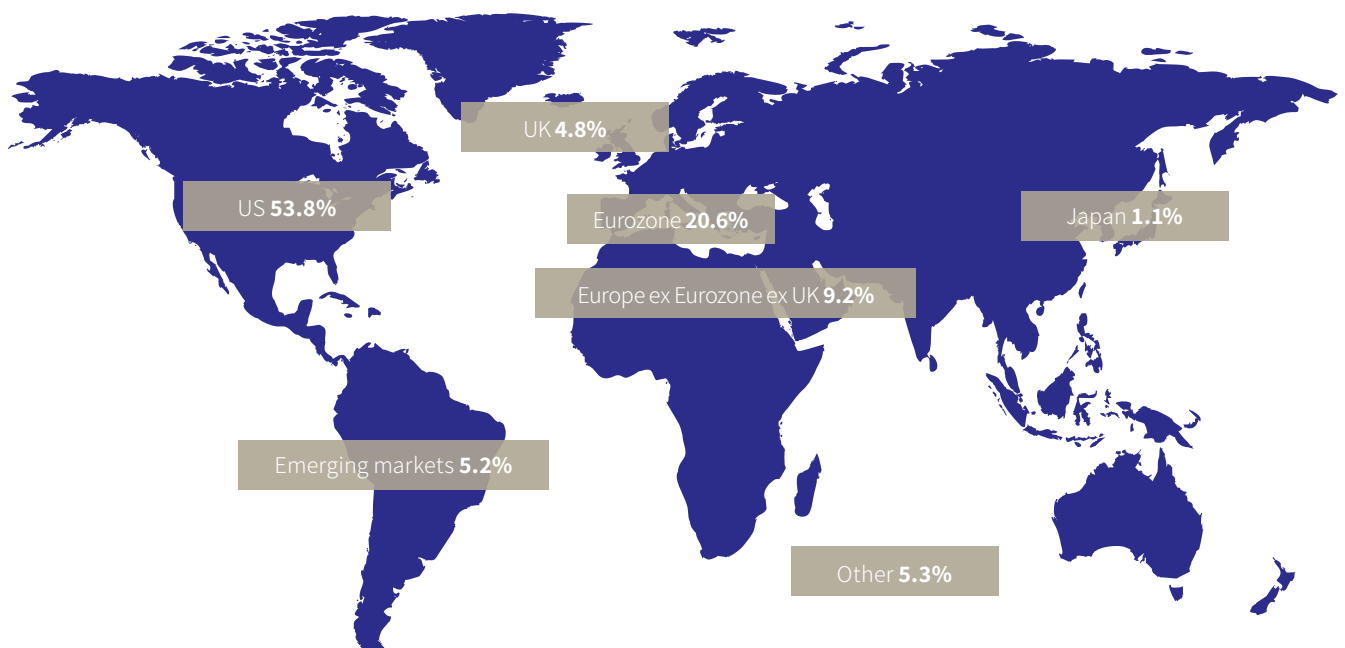 UK 4.8%
US 53.8%
Eurozone 20.6%
Japan 1.1%
Europe ex Eurozone ex UK 9.2%
Emerging markets 5.2%
Other 5.3%